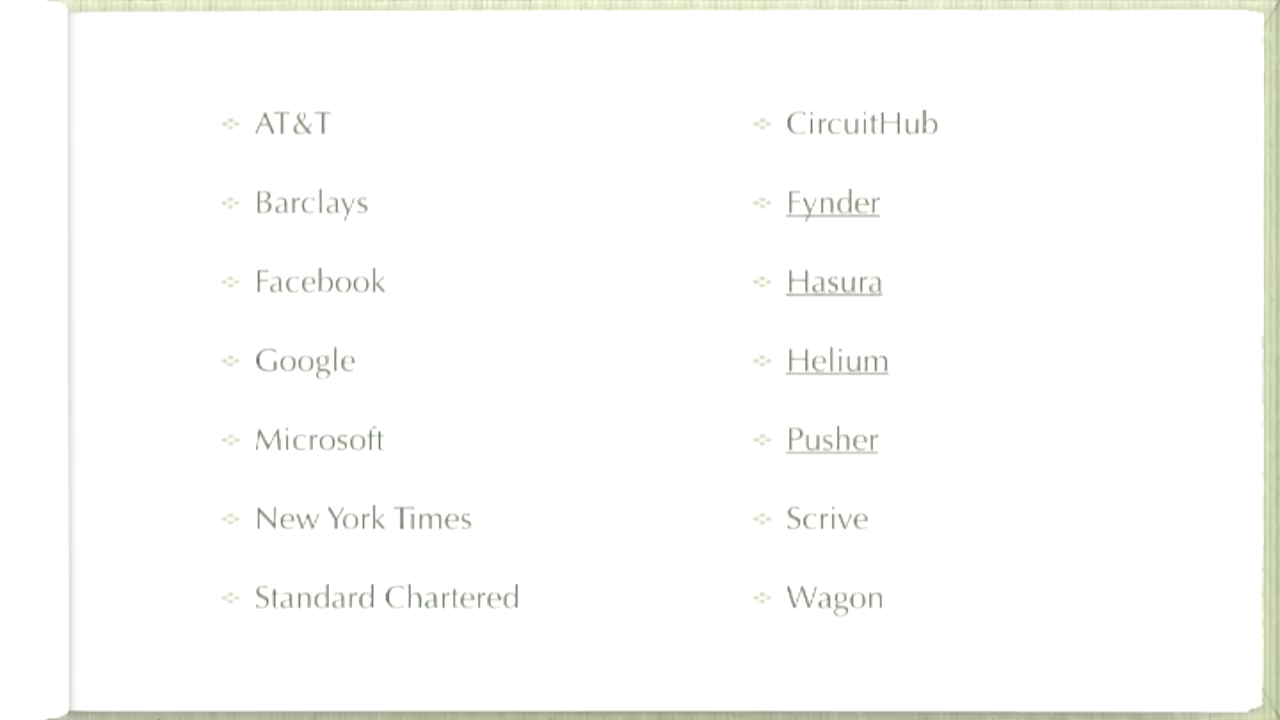 AT&T
Barclays
Facebook
Google
Microsoft
New York Times
Standard Chartered
CircuitHub
Fynder
Hasura
Helium
Pusher
Scrive
Wagon